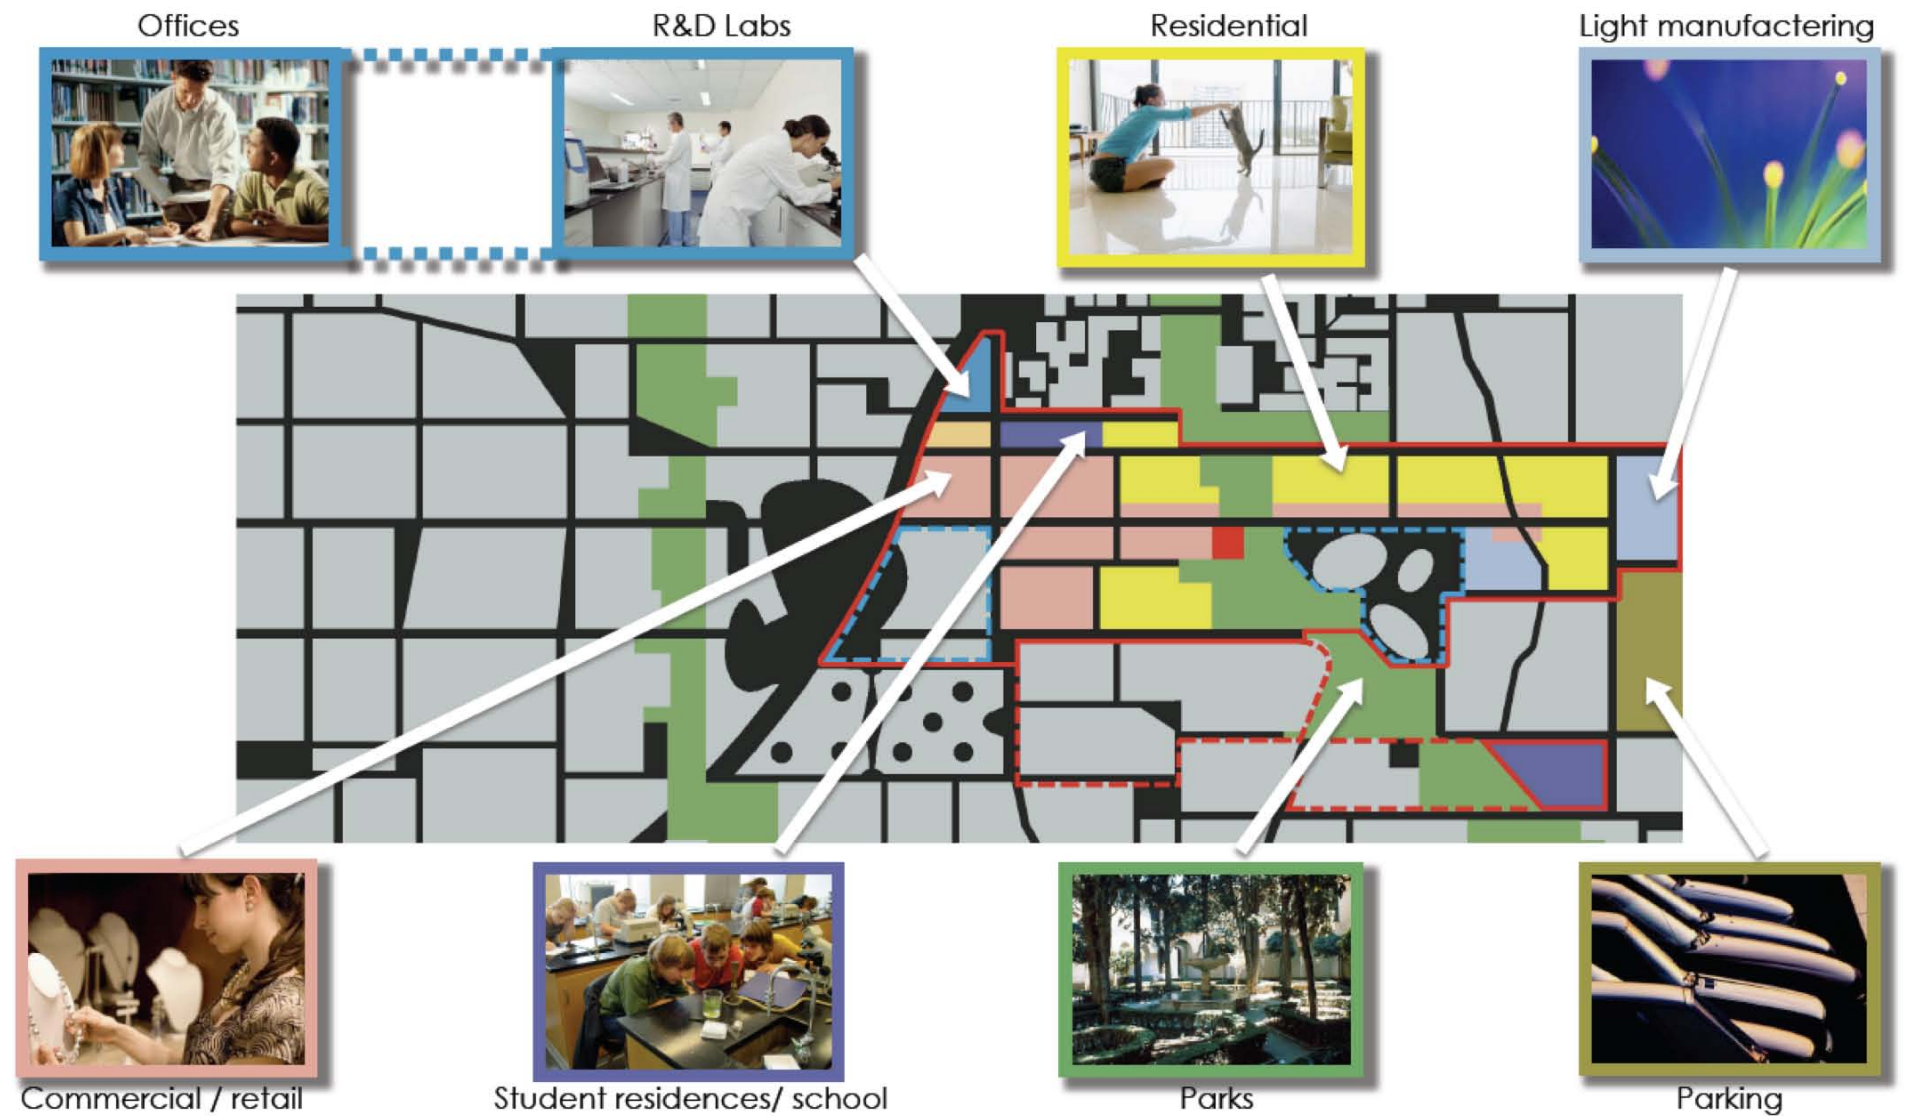 Offices
R&D Labs
Residential
Light manufactering
Commercial / retail
Student residences/ school
Parks
Parking